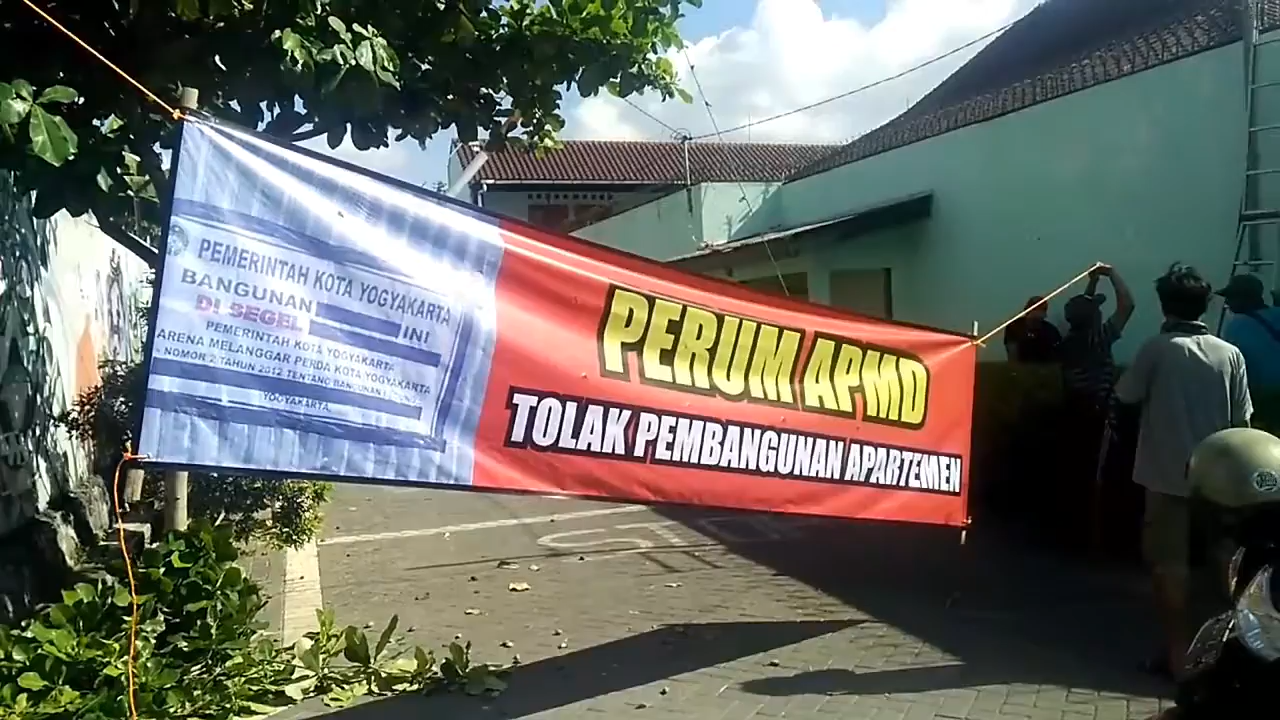 PEMERINTAH KOTA YOGYAKARTA
BANGUNAN INI
DI SEGEL
PEMERINTAH KOTA YOGYAKARTA
ARENA MELANGGAR PERDA KOTA YOGYAKARTA
NOMOR 2 TAHUN 2012 TENTANG BANGUNAN
YOGYAKARTA
PERUM APMD
TOLAK PEMBANGUNAN APARTEMEN